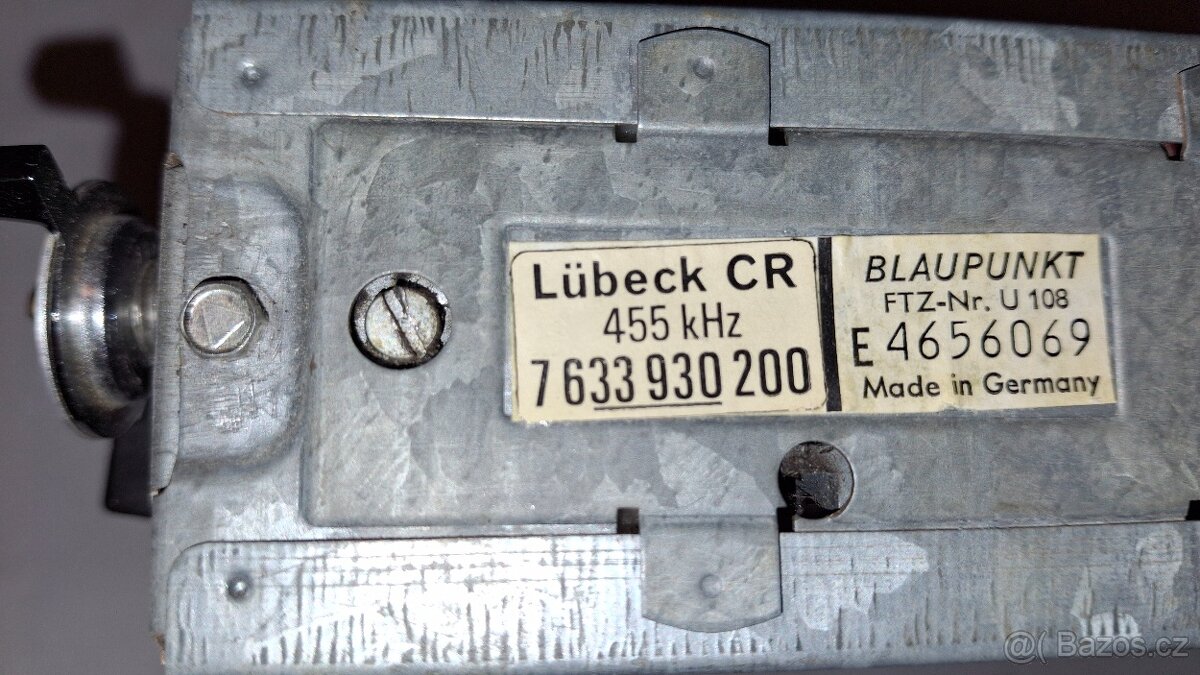 Lübeck CR
455 kHz
7 633 930 200
BLAUPUNKT
FTZ-Nr. U 108
E 4656069
Made in Germany
Bazos.cz